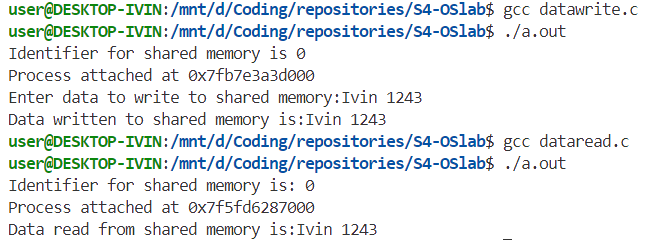 user@DESKTOP-IVIN:/mnt/d/Coding/repositories/S4-OSlab$ gcc datawrite.c
user@DESKTOP-IVIN:/mnt/d/Coding/repositories/S4-OSlab$ ./a.out
Identifier for shared memory is 0
Process attached at 0x7fb7e3a3d000
Enter data to write to shared memory:Ivin 1243
Data written to shared memory is:Ivin 1243
user@DESKTOP-IVIN:/mnt/d/Coding/repositories/S4-OSlab$ gcc dataread.c
user@DESKTOP-IVIN:/mnt/d/Coding/repositories/S4-OSlab$ ./a.out
Identifier for shared memory is: 0
Process attached at 0x7f5fd6287000
Data read from shared memory is:Ivin 1243